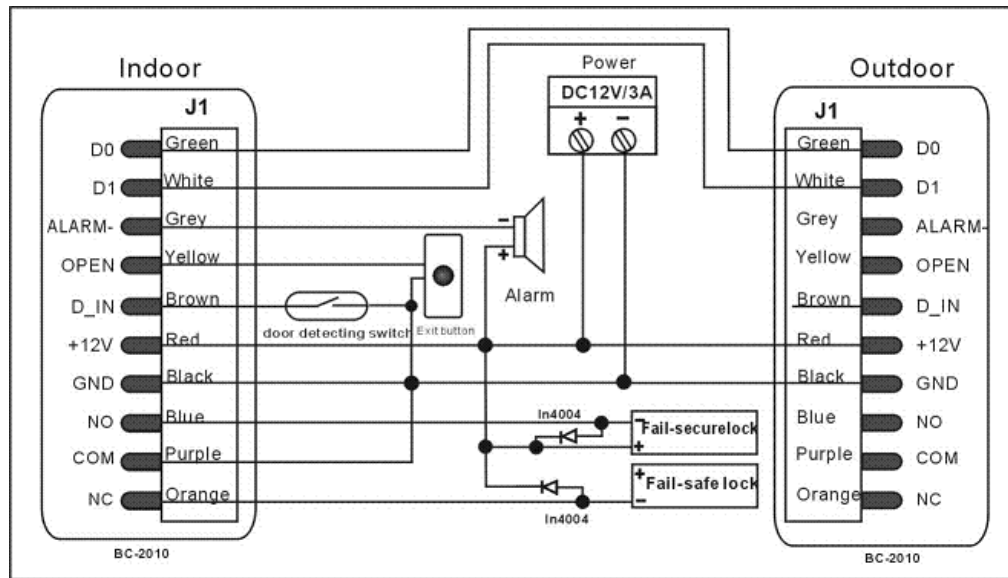 Indoor
Power
Outdoor
DC12V/3A
+ −
J1
J1
D0 Green
Green D0
D1 White
White D1
ALARM- Grey
−
Grey ALARM-
OPEN Yellow
+
Yellow OPEN
Alarm
D_IN Brown
Brown D_IN
door detecting switch
Exit button
+12V Red
Red +12V
GND Black
Black GND
NO Blue
In4004
− Fail-securelock
+
Blue NO
COM Purple
Purple COM
+ Fail-safe lock
−
NC Orange
In4004
Orange NC
BC-2010
BC-2010